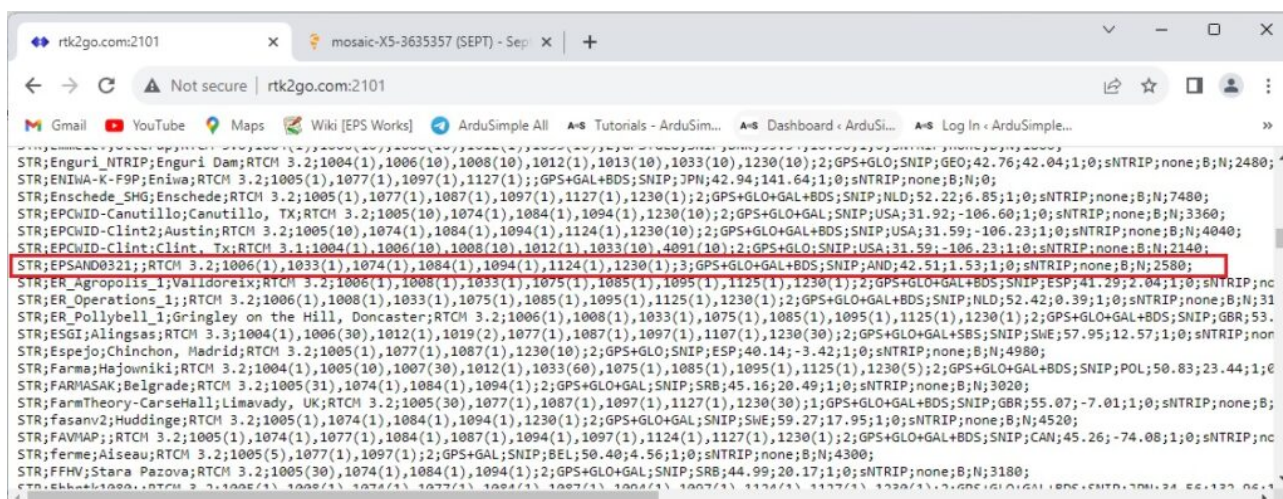 rtk2go.com:2101
mosaic-X5-3635357 (SEPT) - Sep
Not secure | rtk2go.com:2101
Gmail YouTube Maps Wiki [EPS Works] ArduSimple All A+S Tutorials - ArduSim... A+S Dashboard ‹ ArduSi... A+S Log In ‹ ArduSimple... »
STR;Enguri_NTRIP;Enguri Dam;RTCM 3.2;1004(1),1006(10),1008(10),1012(1),1013(10),1033(10),1230(10);2;GPS+GLO;SNIP;GEO;42.76;42.04;1;0;sNTRIP;none;B;N;2480;
STR;ENIWA-K-F9P;Eniwa;RTCM 3.2;1005(1),1077(1),1097(1),1127(1);;GPS+GAL+BDS;SNIP;JPN;42.94;141.64;1;0;sNTRIP;none;B;N;0;
STR;Enschede_SHG;Enschede;RTCM 3.2;1005(1),1077(1),1087(1),1097(1),1127(1),1230(1);2;GPS+GLO+GAL+BDS;SNIP;NLD;52.22;6.85;1;0;sNTRIP;none;B;N;7480;
STR;EPCWID-Canutillo;Canutillo, TX;RTCM 3.2;1005(10),1074(1),1084(1),1094(1),1230(10);2;GPS+GLO+GAL;SNIP;USA;31.92;-106.60;1;0;sNTRIP;none;B;N;3360;
STR;EPCWID-Clint2;Austin;RTCM 3.2;1005(10),1074(1),1084(1),1094(1),1124(1),1230(10);2;GPS+GLO+GAL+BDS;SNIP;USA;31.59;-106.23;1;0;sNTRIP;none;B;N;4040;
STR;EPCWID-Clint;Clint, Tx;RTCM 3.1;1004(1),1006(10),1008(10),1012(1),1033(10),4091(10);2;GPS+GLO;SNIP;USA;31.59;-106.23;1;0;sNTRIP;none;B;N;2140;
STR;EPSAND0321;;RTCM 3.2;1006(1),1033(1),1074(1),1084(1),1094(1),1124(1),1230(1);3;GPS+GLO+GAL+BDS;SNIP;AND;42.51;1.53;1;0;sNTRIP;none;B;N;2580;
STR;ER_Agropolis_1;Valldoreix;RTCM 3.2;1006(1),1008(1),1033(1),1075(1),1085(1),1095(1),1125(1),1230(1);2;GPS+GLO+GAL+BDS;SNIP;ESP;41.29;2.04;1;0;sNTRIP;nc
STR;ER_Operations_1;;RTCM 3.2;1006(1),1008(1),1033(1),1075(1),1085(1),1095(1),1125(1),1230(1);2;GPS+GLO+GAL+BDS;SNIP;NLD;52.42;0.39;1;0;sNTRIP;none;B;N;31
STR;ER_Pollybell_1;Gringley on the Hill, Doncaster;RTCM 3.2;1006(1),1008(1),1033(1),1075(1),1085(1),1095(1),1125(1),1230(1);2;GPS+GLO+GAL+BDS;SNIP;GBR;53.
STR;ESGI;Alingsas;RTCM 3.3;1004(1),1006(30),1012(1),1019(2),1077(1),1087(1),1097(1),1107(1),1230(30);2;GPS+GLO+GAL+SBS;SNIP;SWE;57.95;12.57;1;0;sNTRIP;non
STR;Espejo;Chinchon, Madrid;RTCM 3.2;1005(1),1077(1),1087(1),1230(10);2;GPS+GLO;SNIP;ESP;40.14;-3.42;1;0;sNTRIP;none;B;N;4980;
STR;Farma;Hajowniki;RTCM 3.2;1004(1),1005(10),1007(30),1012(1),1033(60),1075(1),1085(1),1095(1),1125(1),1230(5);2;GPS+GLO+GAL+BDS;SNIP;POL;50.83;23.44;1;0
STR;FARMASAK;Belgrade;RTCM 3.2;1005(31),1074(1),1084(1),1094(1);2;GPS+GLO+GAL;SNIP;SRB;45.16;20.49;1;0;sNTRIP;none;B;N;3020;
STR;FarmTheory-CarseHall;Limavady, UK;RTCM 3.2;1005(30),1077(1),1087(1),1097(1),1127(1),1230(30);1;GPS+GLO+GAL+BDS;SNIP;GBR;55.07;-7.01;1;0;sNTRIP;none;B;
STR;fasanv2;Huddinge;RTCM 3.2;1005(1),1074(1),1084(1),1094(1),1230(1);2;GPS+GLO+GAL;SNIP;SWE;59.27;17.95;1;0;sNTRIP;none;B;N;4520;
STR;FAVMAP;;RTCM 3.2;1005(1),1074(1),1077(1),1084(1),1087(1),1094(1),1097(1),1124(1),1127(1),1230(1);2;GPS+GLO+GAL+BDS;SNIP;CAN;45.26;-74.08;1;0;sNTRIP;nc
STR;ferme;Aiseau;RTCM 3.2;1005(5),1077(1),1097(1);2;GPS+GAL;SNIP;BEL;50.40;4.56;1;0;sNTRIP;none;B;N;4300;
STR;FFHV;Stara Pazova;RTCM 3.2;1005(30),1074(1),1084(1),1094(1);2;GPS+GLO+GAL;SNIP;SRB;44.99;20.17;1;0;sNTRIP;none;B;N;3180;